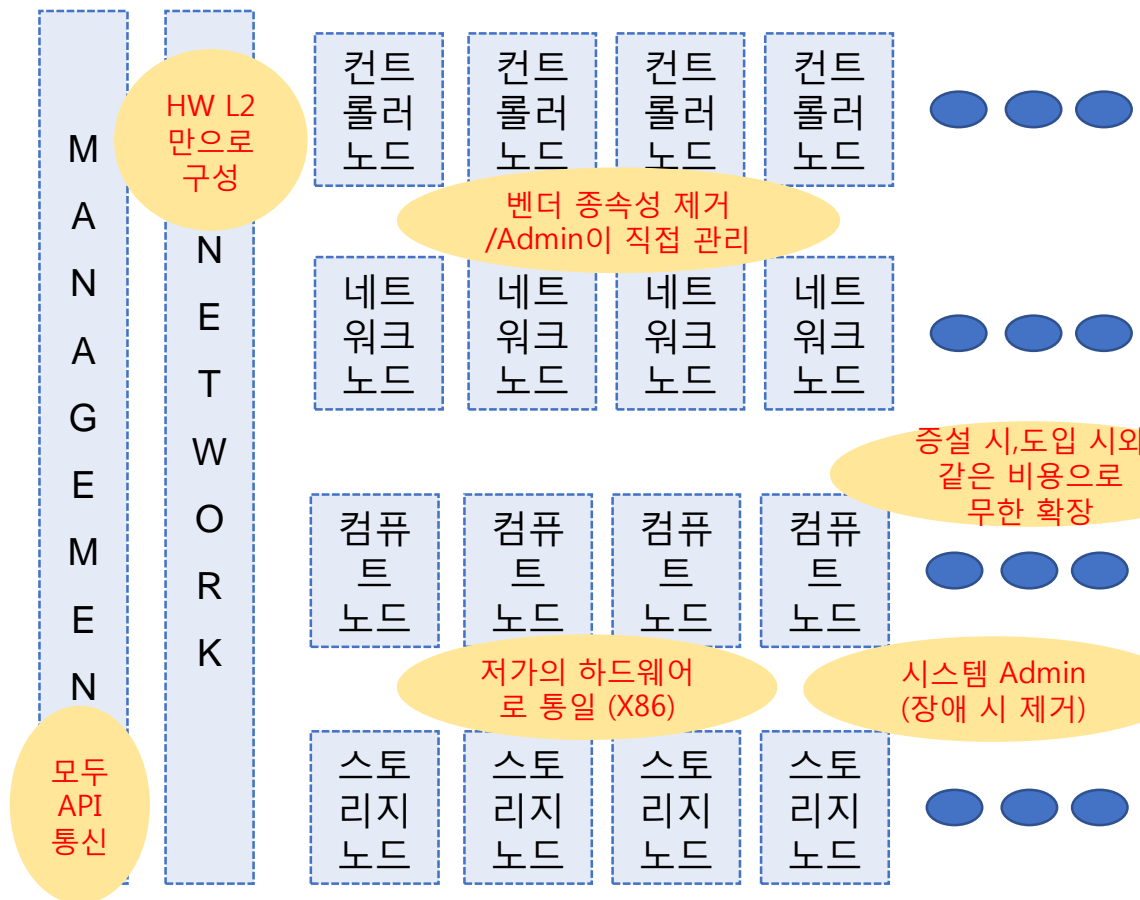 M
A
N
A
G
E
M
E
N
HW L2
만으로
구성
N
E
T
W
O
R
K
모두
API
통신
컨트
롤러
노드
컨트
롤러
노드
컨트
롤러
노드
컨트
롤러
노드
벤더 종속성 제거
/Admin이 직접 관리
네트
워크
노드
네트
워크
노드
네트
워크
노드
네트
워크
노드
증설 시,도입 시와
같은 비용으로
무한 확장
컴퓨
트
노드
컴퓨
트
노드
컴퓨
트
노드
컴퓨
트
노드
저가의 하드웨어
로 통일 (X86)
시스템 Admin
(장애 시 제거)
스토
리지
노드
스토
리지
노드
스토
리지
노드
스토
리지
노드